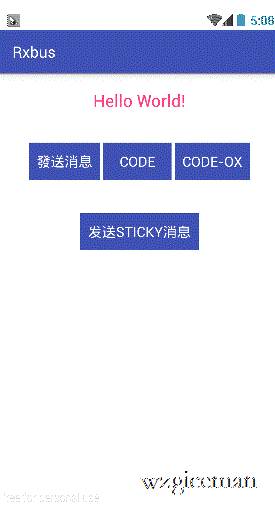 5:08
Rxbus
Hello World!
發送消息 CODE CODE-OX
发送STICKY消息
wzgiceman
free for personal use